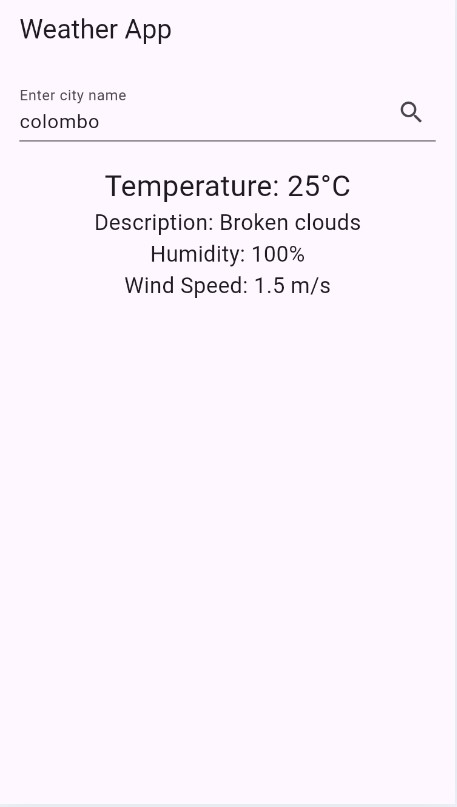 Weather App
Enter city name
colombo
Temperature: 25°C
Description: Broken clouds
Humidity: 100%
Wind Speed: 1.5 m/s